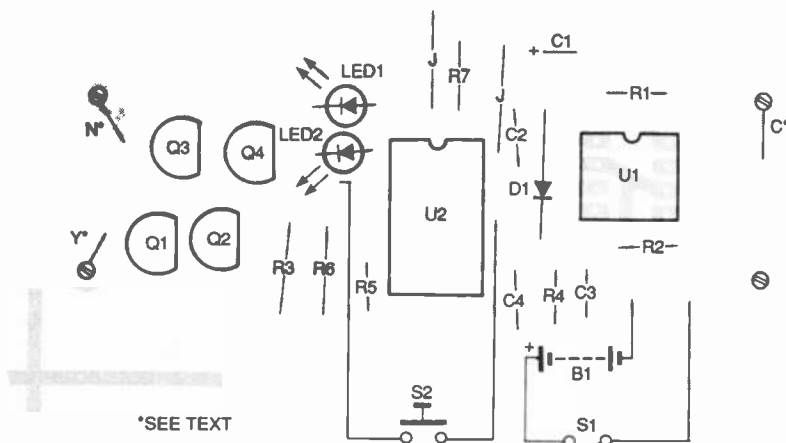 + C1
LED1
J
R7
J
R1
N*
C*
LED2
Q3
Q4
C2
U1
U2
D1
Y*
Q1
Q2
R2
R3
R6
R5
C4
R4
C3
+
B1
S2
S1
*SEE TEXT